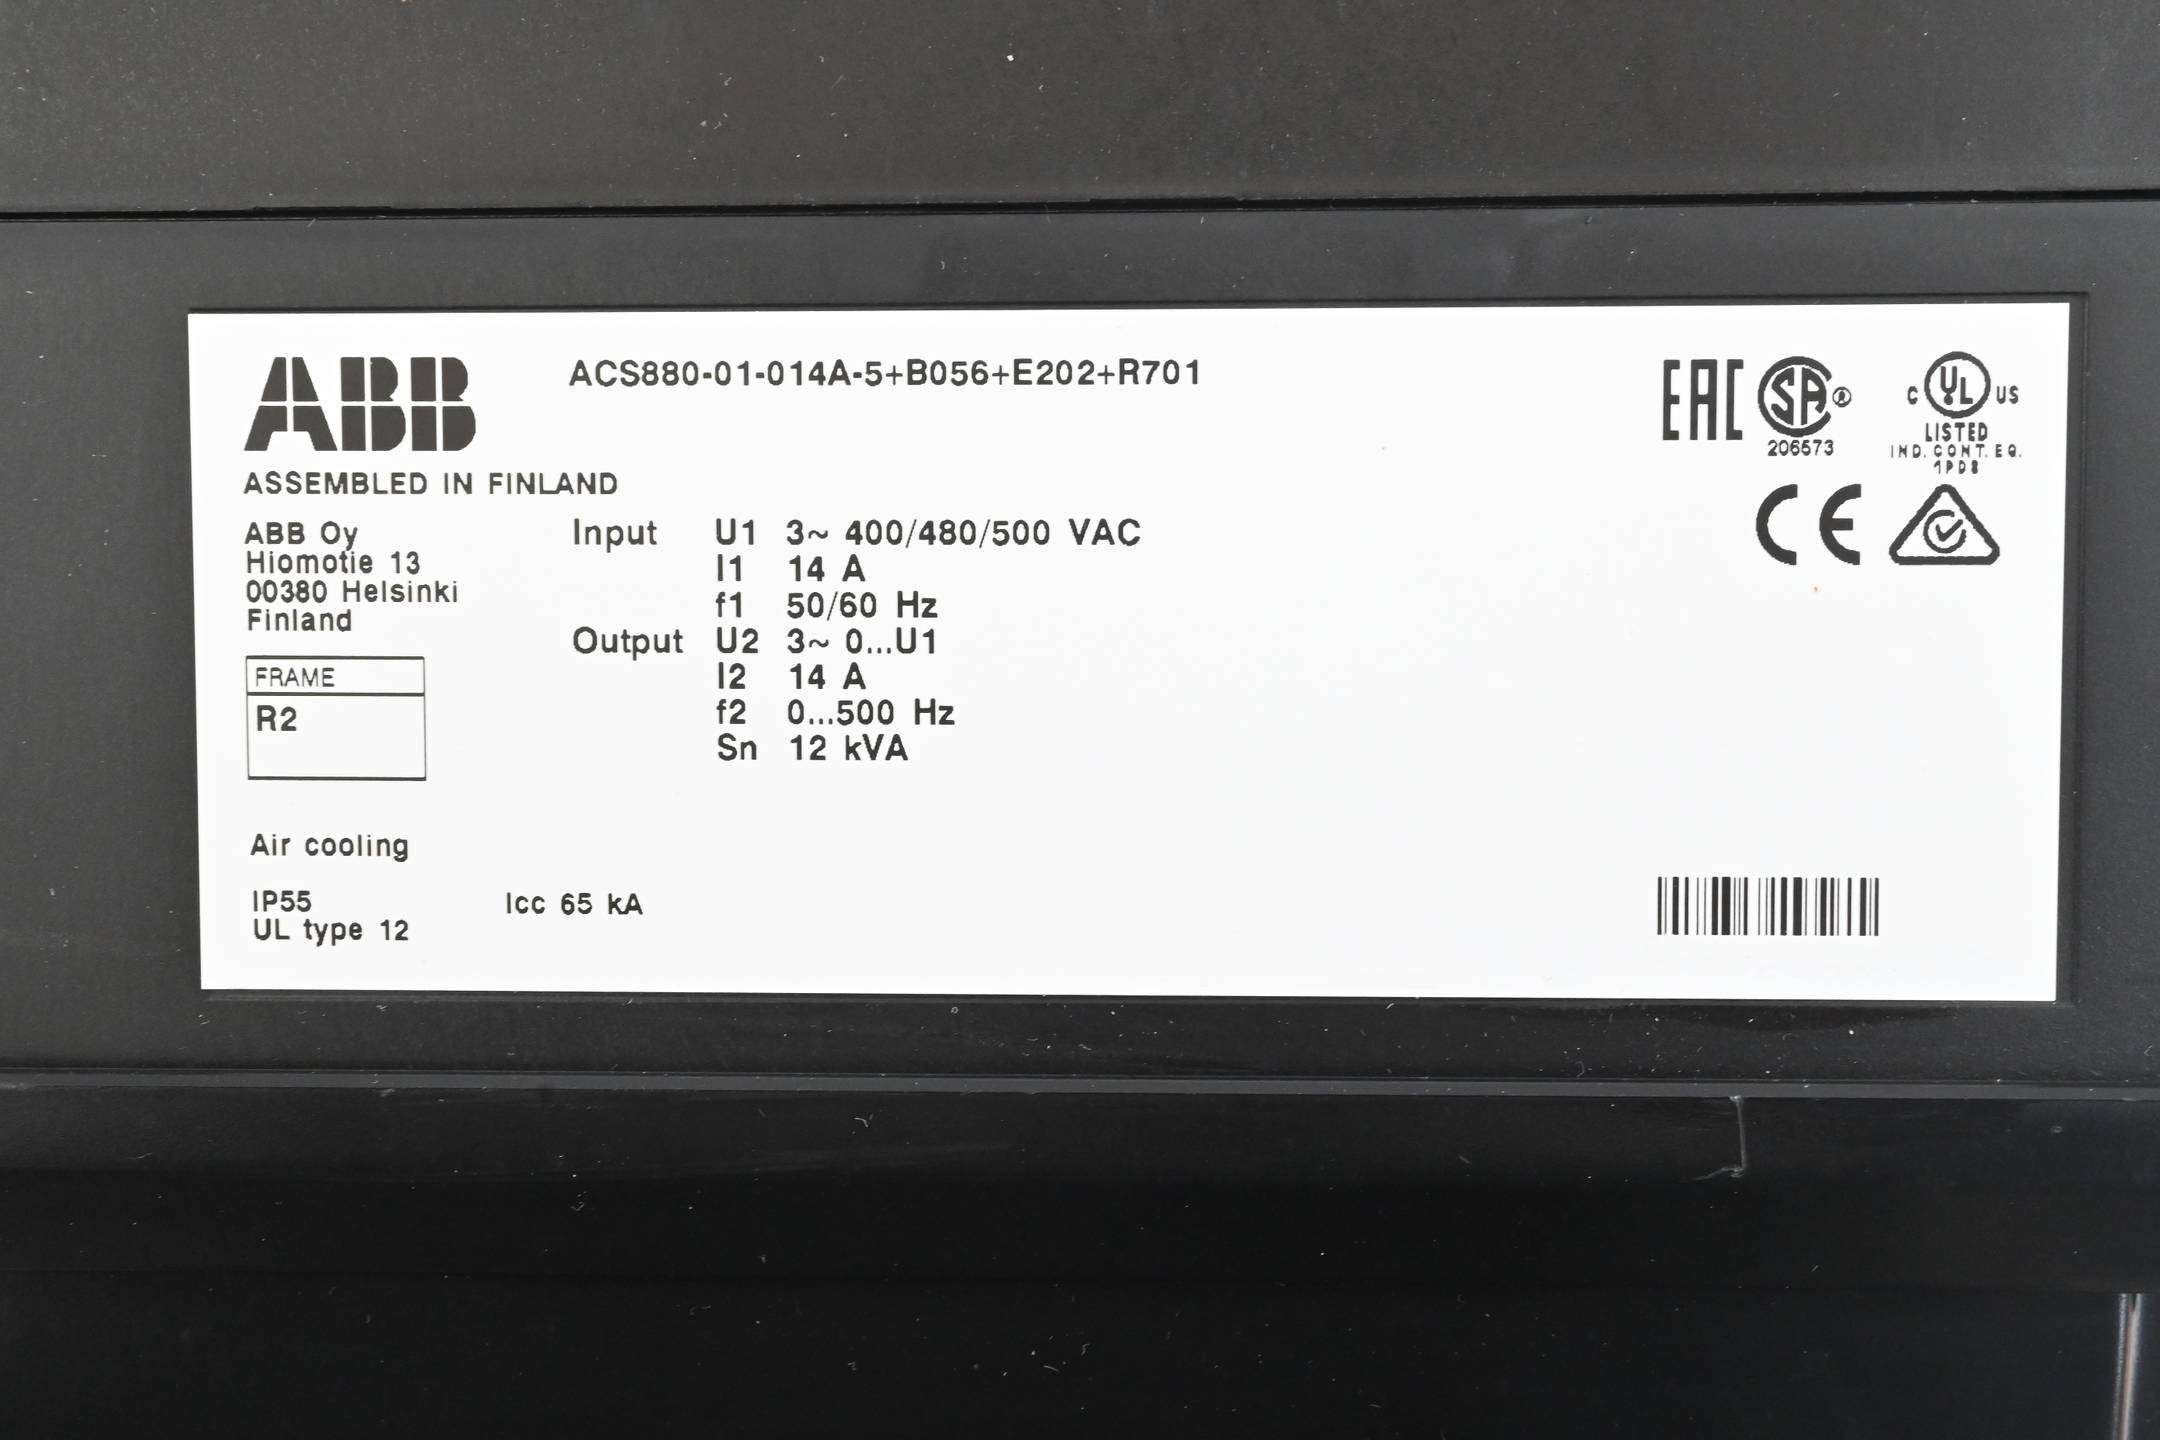 ABB
ACS880-01-014A-5+B056+E202+R701
EAC
SA
206573
C UL US
LISTED
IND. CONT. EQ.
1PD8
CE
ASSEMBLED IN FINLAND
ABB Oy
Hiomotie 13
00380 Helsinki
Finland
FRAME
R2
Input U1 3~ 400/480/500 VAC
I1 14 A
f1 50/60 Hz
Output U2 3~ 0...U1
I2 14 A
f2 0...500 Hz
Sn 12 kVA
Air cooling
IP55
UL type 12
Icc 65 kA